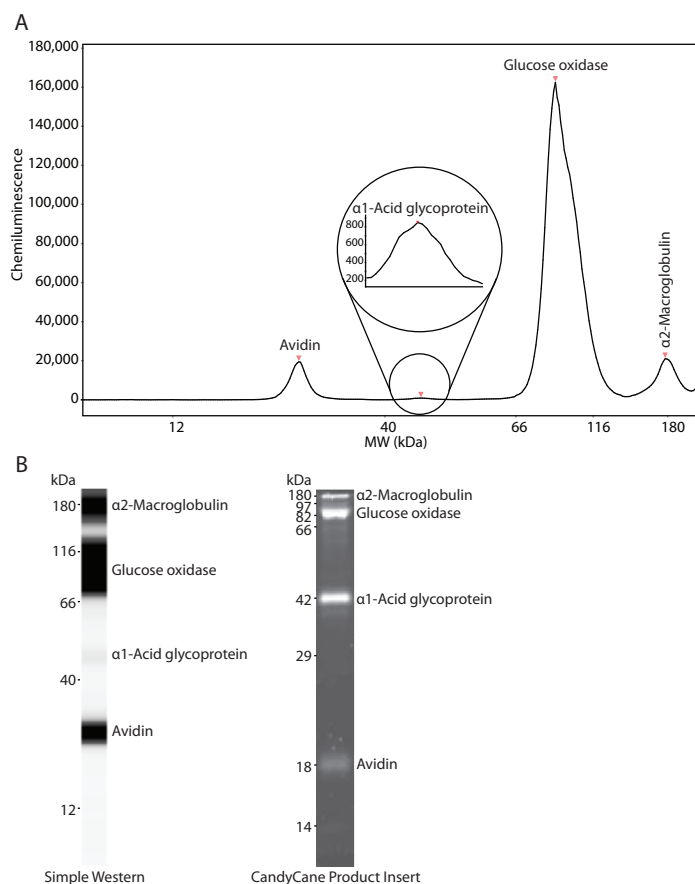 A
180,000
160,000
140,000
120,000
100,000
80,000
60,000
40,000
20,000
0
Chemiluminescence
Glucose oxidase
α1-Acid glycoprotein
800
600
400
200
Avidin
α2-Macroglobulin
12
40
66
116
180
MW (kDa)
B
kDa
180
116
66
40
12
α2-Macroglobulin
Glucose oxidase
α1-Acid glycoprotein
Avidin
Simple Western
kDa
180
97
82
66
42
29
18
14
α2-Macroglobulin
Glucose oxidase
α1-Acid glycoprotein
Avidin
CandyCane Product Insert